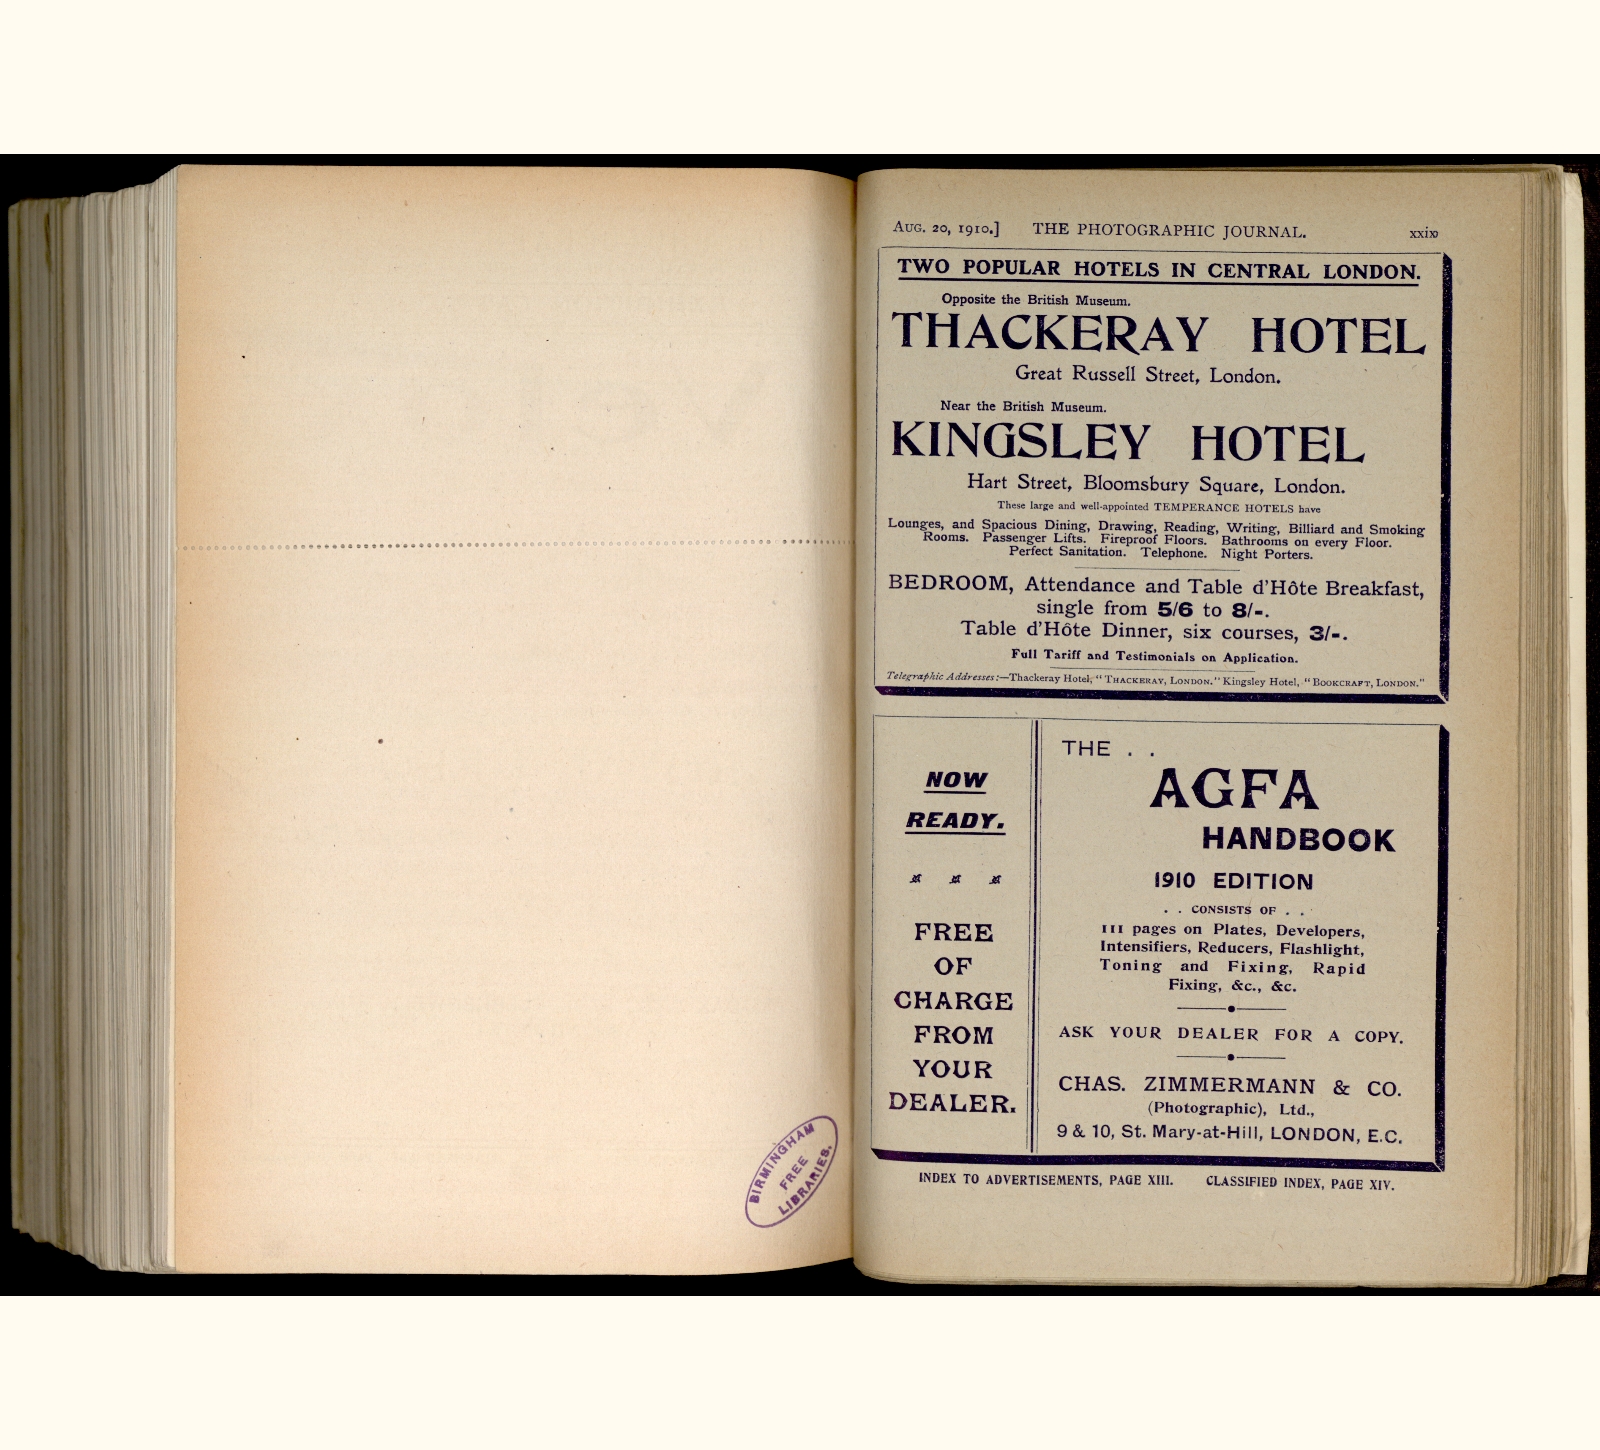 BIRMINGHAM
FREE
LIBRARIES.
AUG. 20, 1910.] THE PHOTOGRAPHIC JOURNAL. xxix
TWO POPULAR HOTELS IN CENTRAL LONDON.
Opposite the British Museum.
THACKERAY HOTEL
Great Russell Street, London.
Near the British Museum.
KINGSLEY HOTEL
Hart Street, Bloomsbury Square, London.
These large and well-appointed TEMPERANCE HOTELS have
Lounges, and Spacious Dining, Drawing, Reading, Writing, Billiard and Smoking
Rooms. Passenger Lifts. Fireproof Floors. Bathrooms on every Floor.
Perfect Sanitation. Telephone. Night Porters.
BEDROOM, Attendance and Table d'Hôte Breakfast,
single from 5/6 to 8/-.
Table d'Hôte Dinner, six courses, 3/-.
Full Tariff and Testimonials on Application.
Telegraphic Addresses:—Thackeray Hotel, "THACKERAY, LONDON." Kingsley Hotel, "BOOKCRAFT, LONDON."
NOW
READY.
FREE
OF
CHARGE
FROM
YOUR
DEALER.
THE . .
AGFA
HANDBOOK
1910 EDITION
. . CONSISTS OF . .
111 pages on Plates, Developers,
Intensifiers, Reducers, Flashlight,
Toning and Fixing, Rapid
Fixing, &c., &c.
ASK YOUR DEALER FOR A COPY.
CHAS. ZIMMERMANN & CO.
(Photographic), Ltd.,
9 & 10, St. Mary-at-Hill, LONDON, E.C.
INDEX TO ADVERTISEMENTS, PAGE XIII. CLASSIFIED INDEX, PAGE XIV.